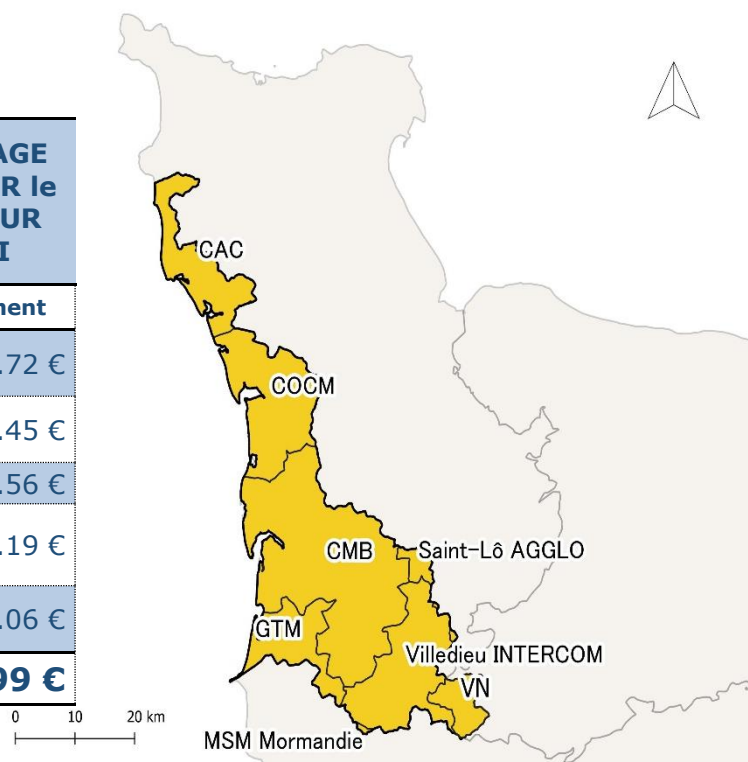 AGE
R le
UR
I
ment
.72 €
.45 €
.56 €
.19 €
.06 €
99 €
0 10 20 km
CAC
COCM
CMB
Saint-Lô AGGLO
GTM
Villedieu INTERCOM
VN
MSM Mormandie